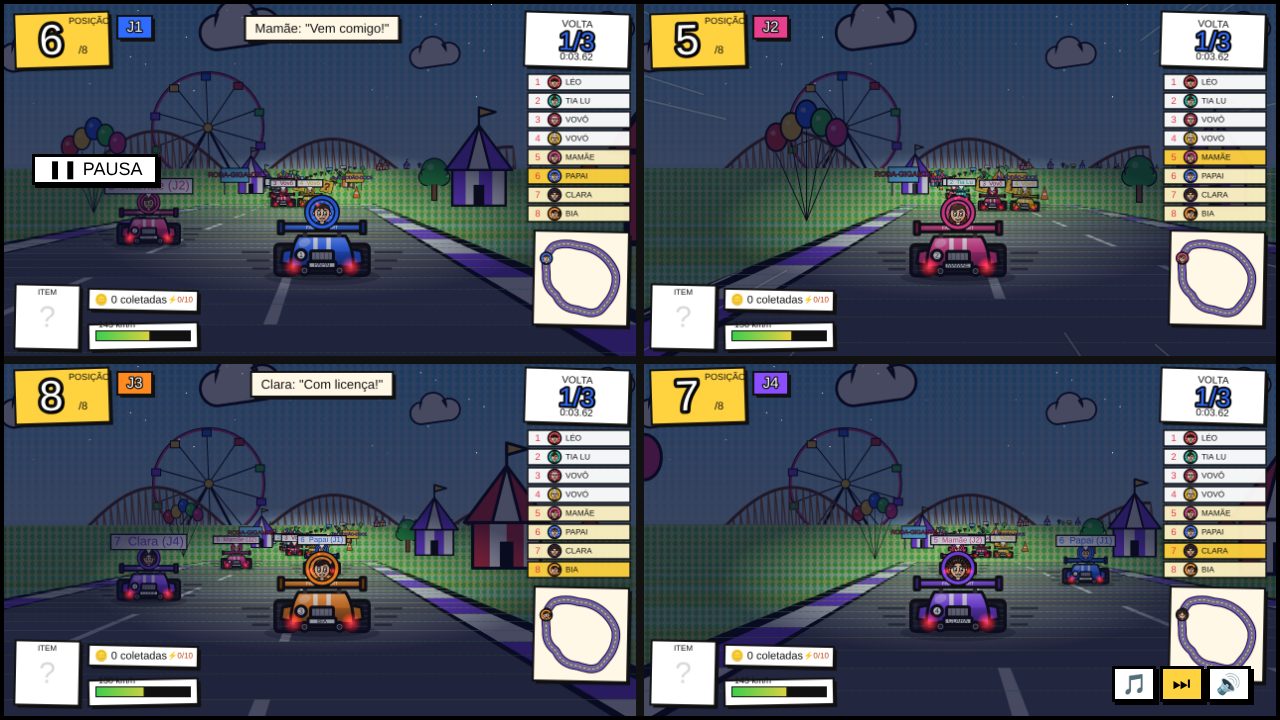 POSIÇÃO
6
/8
J1
Mamãe: "Vem comigo!"
VOLTA
1/3
0:03.62
1 LÉO
2 TIA LU
3 VOVÓ
4 VOVÔ
5 MAMÃE
6 PAPAI
7 CLARA
8 BIA
❚❚ PAUSA
ITEM
?
0 coletadas ⚡0/10
POSIÇÃO
5
/8
J2
VOLTA
1/3
0:03.62
1 LÉO
2 TIA LU
3 VOVÓ
4 VOVÔ
5 MAMÃE
6 PAPAI
7 CLARA
8 BIA
ITEM
?
0 coletadas ⚡0/10
POSIÇÃO
8
/8
J3
Clara: "Com licença!"
VOLTA
1/3
0:03.62
1 LÉO
2 TIA LU
3 VOVÓ
4 VOVÔ
5 MAMÃE
6 PAPAI
7 CLARA
8 BIA
7 Clara (J4)
5 Mamãe (J2)
6 Papai (J1)
ITEM
?
0 coletadas ⚡0/10
POSIÇÃO
7
/8
J4
VOLTA
1/3
0:03.62
1 LÉO
2 TIA LU
3 VOVÓ
4 VOVÔ
5 MAMÃE
6 PAPAI
7 CLARA
8 BIA
5 Mamãe (J2)
6 Papai (J1)
ITEM
?
0 coletadas ⚡0/10